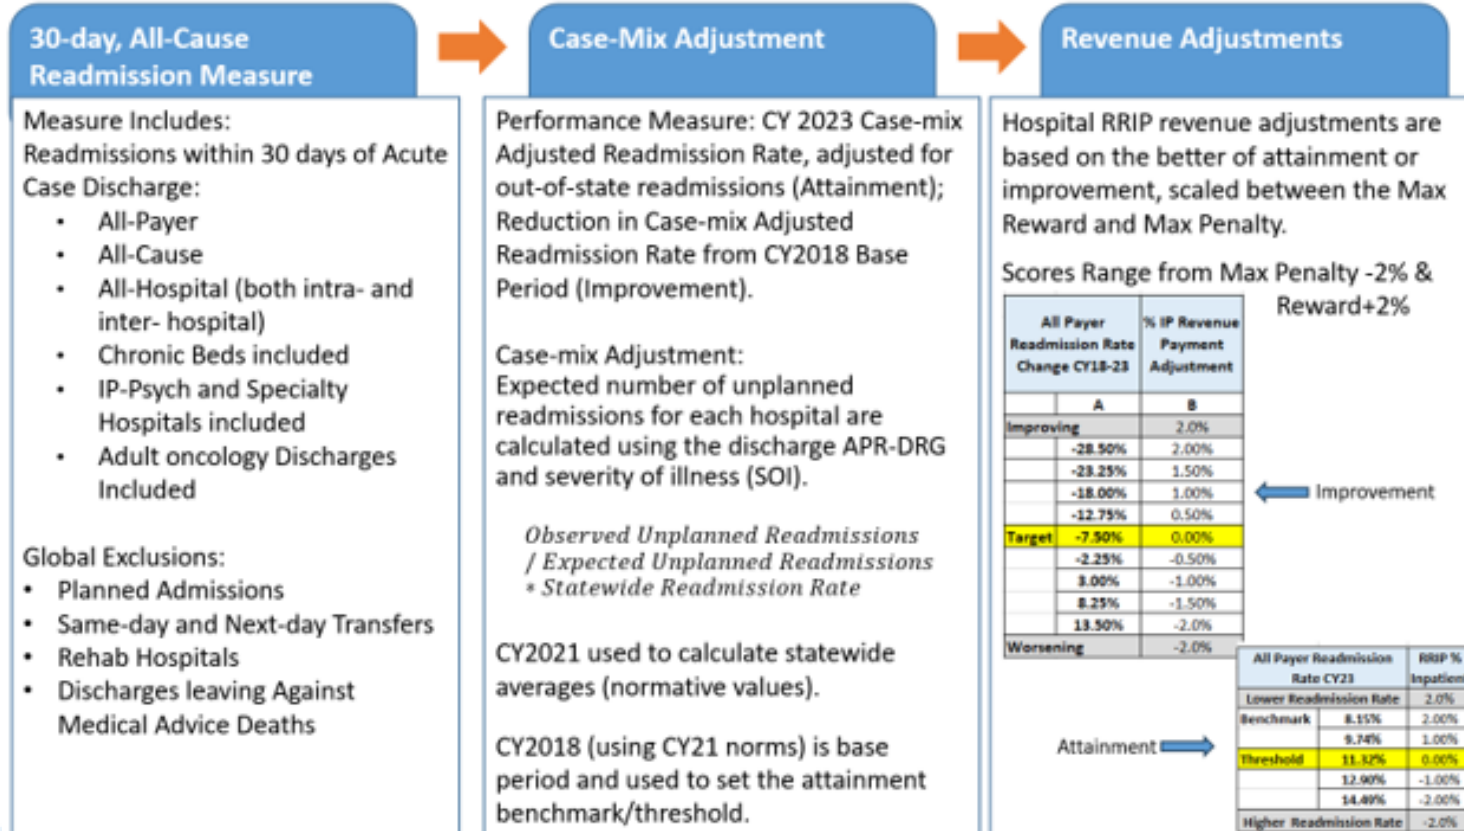 30-day, All-Cause
Readmission Measure
Measure Includes:
Readmissions within 30 days of Acute
Case Discharge:
• All-Payer
• All-Cause
• All-Hospital (both intra- and
inter- hospital)
• Chronic Beds included
• IP-Psych and Specialty
Hospitals included
• Adult oncology Discharges
Included
Global Exclusions:
• Planned Admissions
• Same-day and Next-day Transfers
• Rehab Hospitals
• Discharges leaving Against
Medical Advice Deaths
Case-Mix Adjustment
Performance Measure: CY 2023 Case-mix
Adjusted Readmission Rate, adjusted for
out-of-state readmissions (Attainment);
Reduction in Case-mix Adjusted
Readmission Rate from CY2018 Base
Period (Improvement).
Case-mix Adjustment:
Expected number of unplanned
readmissions for each hospital are
calculated using the discharge APR-DRG
and severity of illness (SOI).
Observed Unplanned Readmissions
/ Expected Unplanned Readmissions
* Statewide Readmission Rate
CY2021 used to calculate statewide
averages (normative values).
CY2018 (using CY21 norms) is base
period and used to set the attainment
benchmark/threshold.
Revenue Adjustments
Hospital RRIP revenue adjustments are
based on the better of attainment or
improvement, scaled between the Max
Reward and Max Penalty.
Scores Range from Max Penalty -2% &
Reward+2%
All Payer
Readmission Rate
Change CY18-23
% IP Revenue
Payment
Adjustment
A B
Improving 2.0%
-28.50% 2.00%
-23.25% 1.50%
-18.00% 1.00%
-12.75% 0.50%
Target -7.50% 0.00%
-2.25% -0.50%
3.00% -1.00%
8.25% -1.50%
13.50% -2.0%
Worsening -2.0%
Improvement
Attainment
All Payer Readmission
Rate CY23
RRIP %
Inpatien
Lower Readmission Rate 2.0%
Benchmark 8.15% 2.00%
9.74% 1.00%
Threshold 11.32% 0.00%
12.90% -1.00%
14.49% -2.00%
Higher Readmission Rate -2.0%